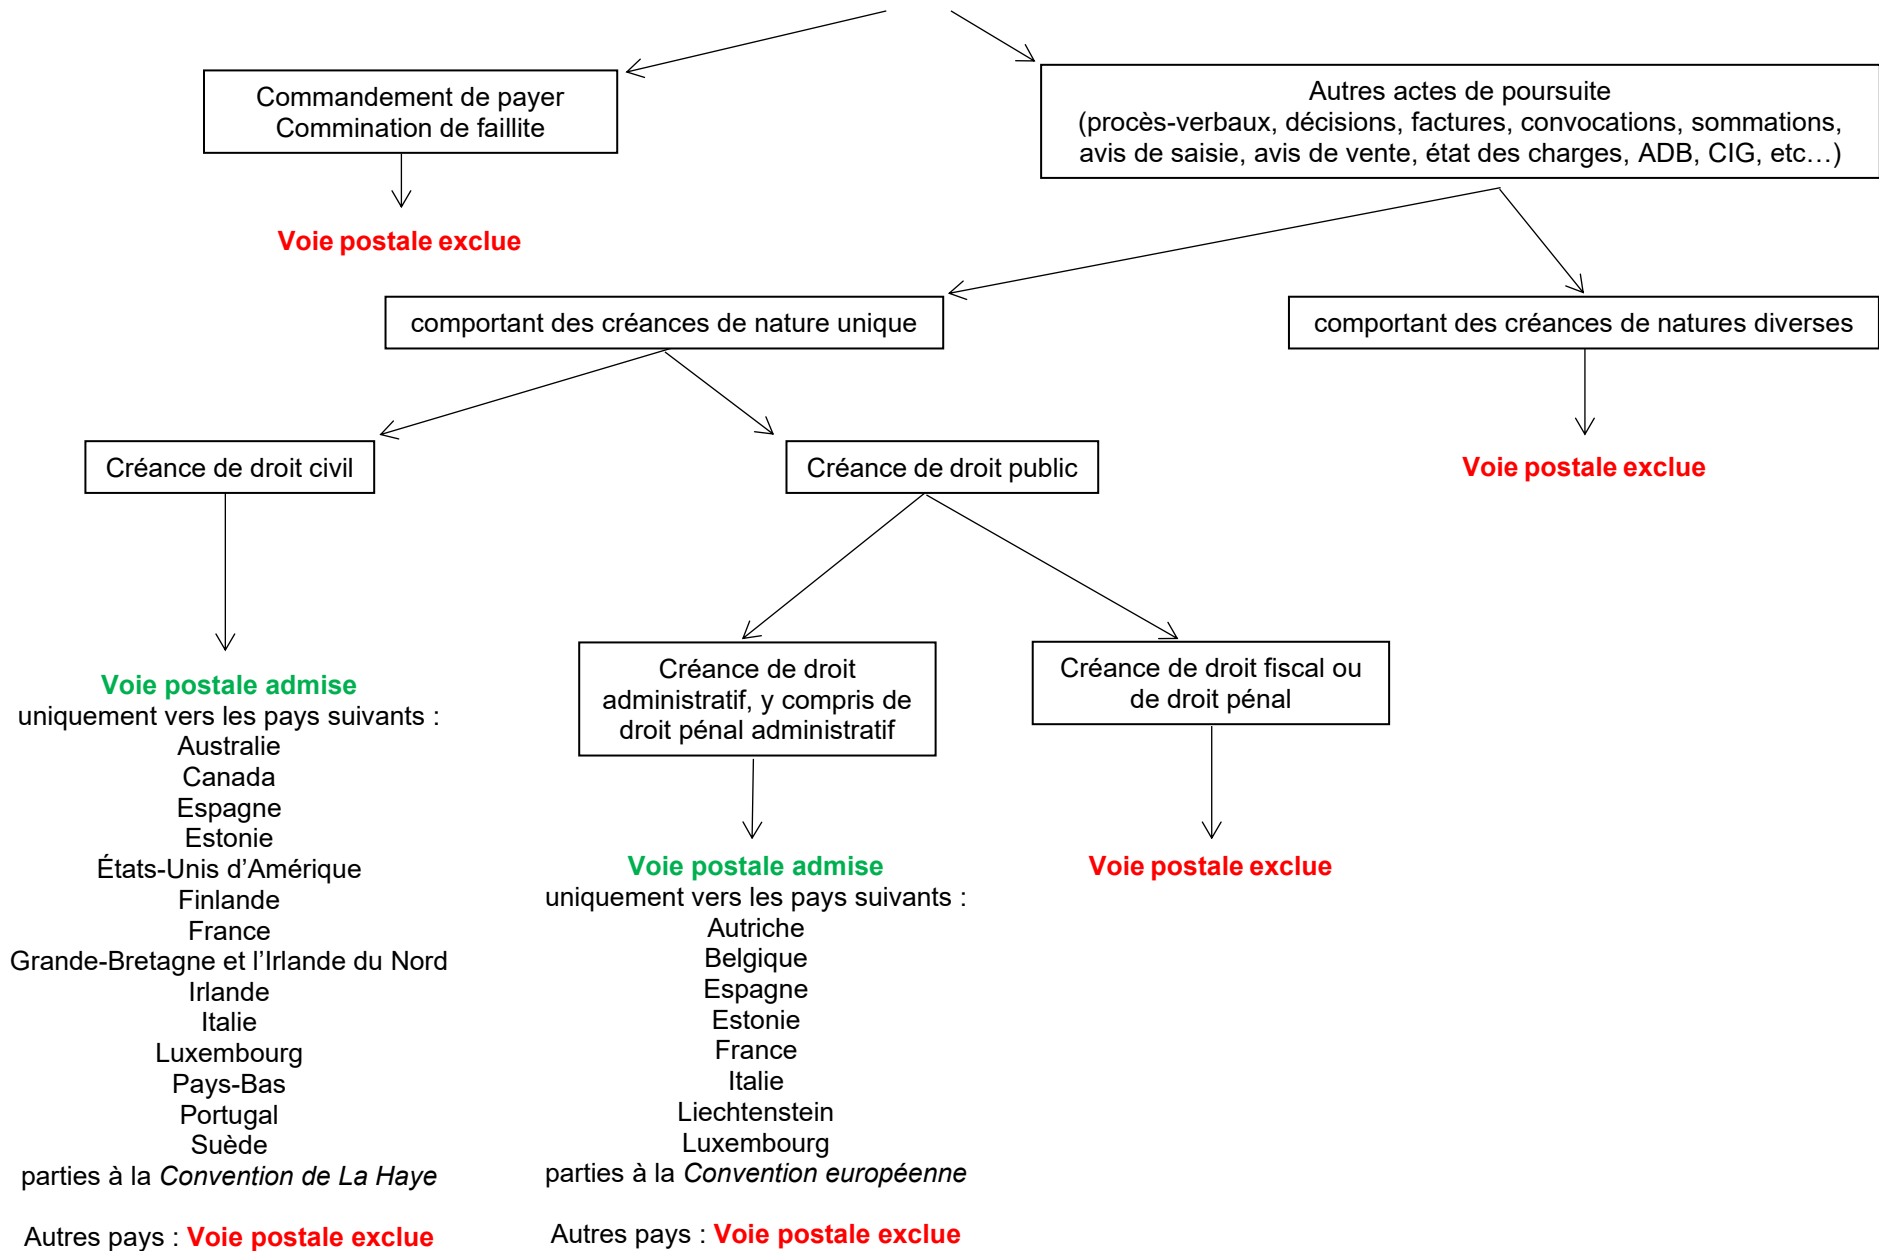 Commandement de payer
Commination de faillite
Autres actes de poursuite
(procès-verbaux, décisions, factures, convocations, sommations,
avis de saisie, avis de vente, état des charges, ADB, CIG, etc…)
Voie postale exclue
comportant des créances de nature unique
comportant des créances de natures diverses
Créance de droit civil
Créance de droit public
Voie postale exclue
Créance de droit
administratif, y compris de
droit pénal administratif
Créance de droit fiscal ou
de droit pénal
Voie postale admise
uniquement vers les pays suivants :
Australie
Canada
Espagne
Estonie
États-Unis d’Amérique
Finlande
France
Grande-Bretagne et l’Irlande du Nord
Irlande
Italie
Luxembourg
Pays-Bas
Portugal
Suède
parties à la Convention de La Haye
Autres pays : Voie postale exclue
Voie postale admise
uniquement vers les pays suivants :
Autriche
Belgique
Espagne
Estonie
France
Italie
Liechtenstein
Luxembourg
parties à la Convention européenne
Autres pays : Voie postale exclue
Voie postale exclue